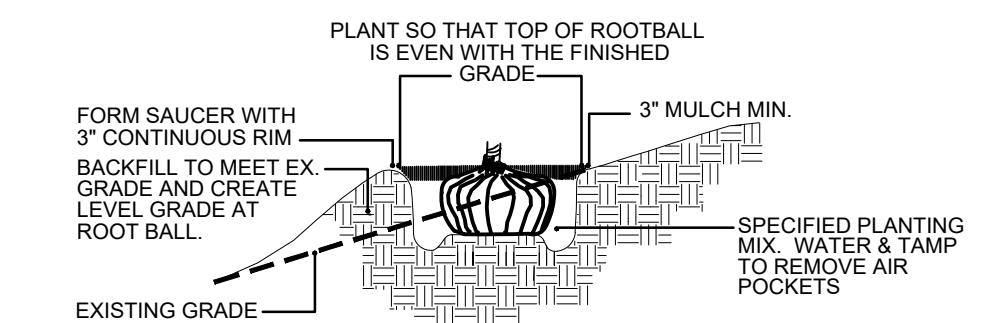 PLANT SO THAT TOP OF ROOTBALL
IS EVEN WITH THE FINISHED
GRADE
3" MULCH MIN.
FORM SAUCER WITH
3" CONTINUOUS RIM
BACKFILL TO MEET EX.
GRADE AND CREATE
LEVEL GRADE AT
ROOT BALL.
SPECIFIED PLANTING
MIX. WATER & TAMP
TO REMOVE AIR
POCKETS
EXISTING GRADE